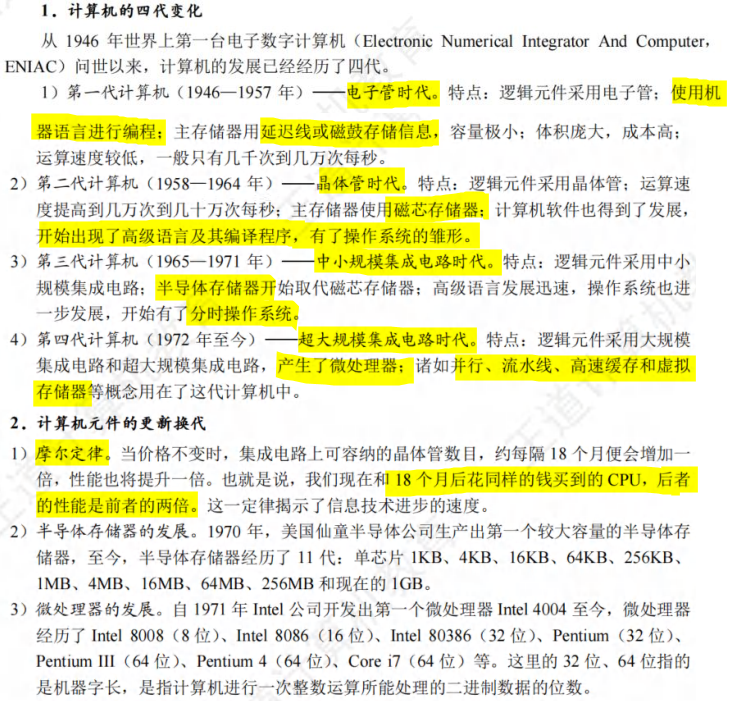 1．计算机的四代变化
从 1946 年世界上第一台电子数字计算机（Electronic Numerical Integrator And Computer，
ENIAC）问世以来，计算机的发展已经经历了四代。
1）第一代计算机（1946—1957 年）——电子管时代。特点：逻辑元件采用电子管；使用机
器语言进行编程；主存储器用延迟线或磁鼓存储信息，容量极小；体积庞大，成本高；
运算速度较低，一般只有几千次到几万次每秒。
2）第二代计算机（1958—1964 年）——晶体管时代。特点：逻辑元件采用晶体管；运算速
度提高到几万次到几十万次每秒；主存储器使用磁芯存储器；计算机软件也得到了发展，
开始出现了高级语言及其编译程序，有了操作系统的雏形。
3）第三代计算机（1965—1971 年）——中小规模集成电路时代。特点：逻辑元件采用中小
规模集成电路；半导体存储器开始取代磁芯存储器；高级语言发展迅速，操作系统也进
一步发展，开始有了分时操作系统。
4）第四代计算机（1972 年至今）——超大规模集成电路时代。特点：逻辑元件采用大规模
集成电路和超大规模集成电路，产生了微处理器；诸如并行、流水线、高速缓存和虚拟
存储器等概念用在了这代计算机中。
2．计算机元件的更新换代
1）摩尔定律。当价格不变时，集成电路上可容纳的晶体管数目，约每隔 18 个月便会增加一
倍，性能也将提升一倍。也就是说，我们现在和 18 个月后花同样的钱买到的 CPU，后者
的性能是前者的两倍。这一定律揭示了信息技术进步的速度。
2）半导体存储器的发展。1970 年，美国仙童半导体公司生产出第一个较大容量的半导体存
储器，至今，半导体存储器经历了 11 代：单芯片 1KB、4KB、16KB、64KB、256KB、
1MB、4MB、16MB、64MB、256MB 和现在的 1GB。
3）微处理器的发展。自 1971 年 Intel 公司开发出第一个微处理器 Intel 4004 至今，微处理器
经历了 Intel 8008（8 位）、Intel 8086（16 位）、Intel 80386（32 位）、Pentium（32 位）、
Pentium III（64 位）、Pentium 4（64 位）、Core i7（64 位）等。这里的 32 位、64 位指的
是机器字长，是指计算机进行一次整数运算所能处理的二进制数据的位数。